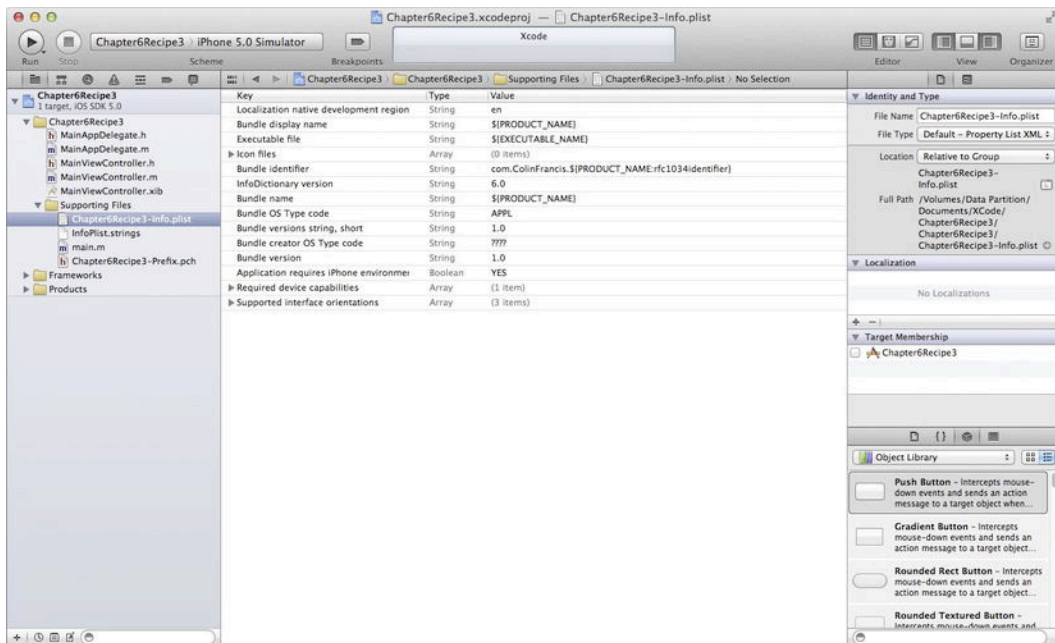 Chapter6Recipe3.xcodeproj — Chapter6Recipe3-Info.plist
Run
Stop
Chapter6Recipe3 › iPhone 5.0 Simulator
Scheme
Breakpoints
Xcode
Editor
View
Organizer
Chapter6Recipe3 › Chapter6Recipe3 › Supporting Files › Chapter6Recipe3-Info.plist › No Selection
Chapter6Recipe3
1 target, iOS SDK 5.0
Chapter6Recipe3
MainAppDelegate.h
MainAppDelegate.m
MainViewController.h
MainViewController.m
MainViewController.xib
Supporting Files
Chapter6Recipe3-Info.plist
InfoPlist.strings
main.m
Chapter6Recipe3-Prefix.pch
Frameworks
Products
Key Type Value
Localization native development region String en
Bundle display name String ${PRODUCT_NAME}
Executable file String ${EXECUTABLE_NAME}
Icon files Array (0 items)
Bundle identifier String com.ColinFrancis.${PRODUCT_NAME:rfc1034identifier}
InfoDictionary version String 6.0
Bundle name String ${PRODUCT_NAME}
Bundle OS Type code String APPL
Bundle versions string, short String 1.0
Bundle creator OS Type code String ????
Bundle version String 1.0
Application requires iPhone environmer Boolean YES
Required device capabilities Array (1 item)
Supported interface orientations Array (3 items)
Identity and Type
File Name Chapter6Recipe3-Info.plist
File Type Default - Property List XML
Location Relative to Group
Chapter6Recipe3-
Info.plist
Full Path /Volumes/Data Partition/
Documents/XCode/
Chapter6Recipe3/
Chapter6Recipe3/
Chapter6Recipe3-Info.plist
Localization
No Localizations
Target Membership
Chapter6Recipe3
Object Library
Push Button - Intercepts mouse-
down events and sends an action
message to a target object when...
Gradient Button - Intercepts
mouse-down events and sends an
action message to a target object...
Rounded Rect Button - Intercepts
mouse-down events and sends an
action message to a target object...
Rounded Textured Button -
Intercepts mouse-down events and